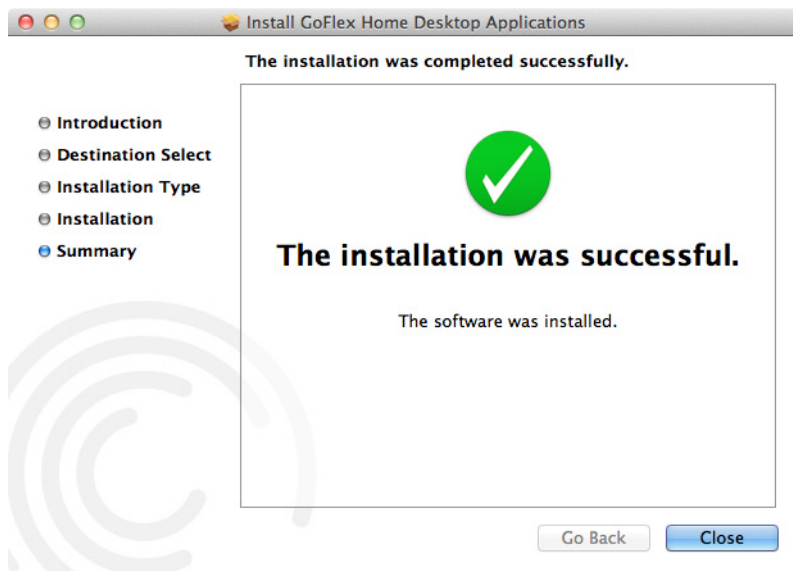 Install GoFlex Home Desktop Applications
The installation was completed successfully.
Introduction
Destination Select
Installation Type
Installation
Summary
The installation was successful.
The software was installed.
Go Back
Close